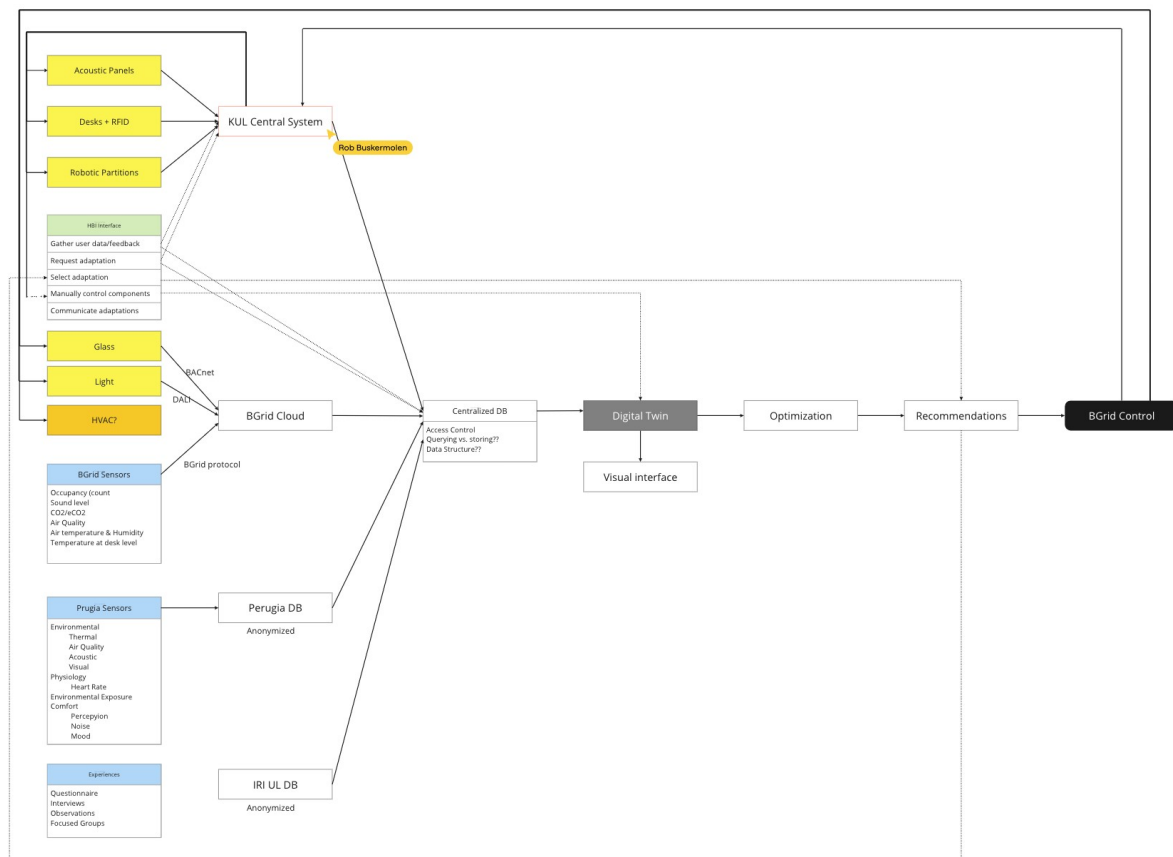 Acoustic Panels
Desks + RFID
Robotic Partitions
KUL Central System
Rob Buskermolen
HBI Interface
Gather user data/feedback
Request adaptation
Select adaptation
Manually control components
Communicate adaptations
Glass
Light
HVAC?
BACnet
DALI
BGrid protocol
BGrid Cloud
BGrid Sensors
Occupancy (count
Sound level
CO2/eCO2
Air Quality
Air temperature & Humidity
Temperature at desk level
Centralized DB
Access Control
Querying vs. storing??
Data Structure??
Digital Twin
Visual interface
Optimization
Recommendations
BGrid Control
Prugia Sensors
Environmental
Thermal
Air Quality
Acoustic
Visual
Physiology
Heart Rate
Environmental Exposure
Comfort
Percepyion
Noise
Mood
Perugia DB
Anonymized
Experiences
Questionnaire
Interviews
Observations
Focused Groups
IRI UL DB
Anonymized